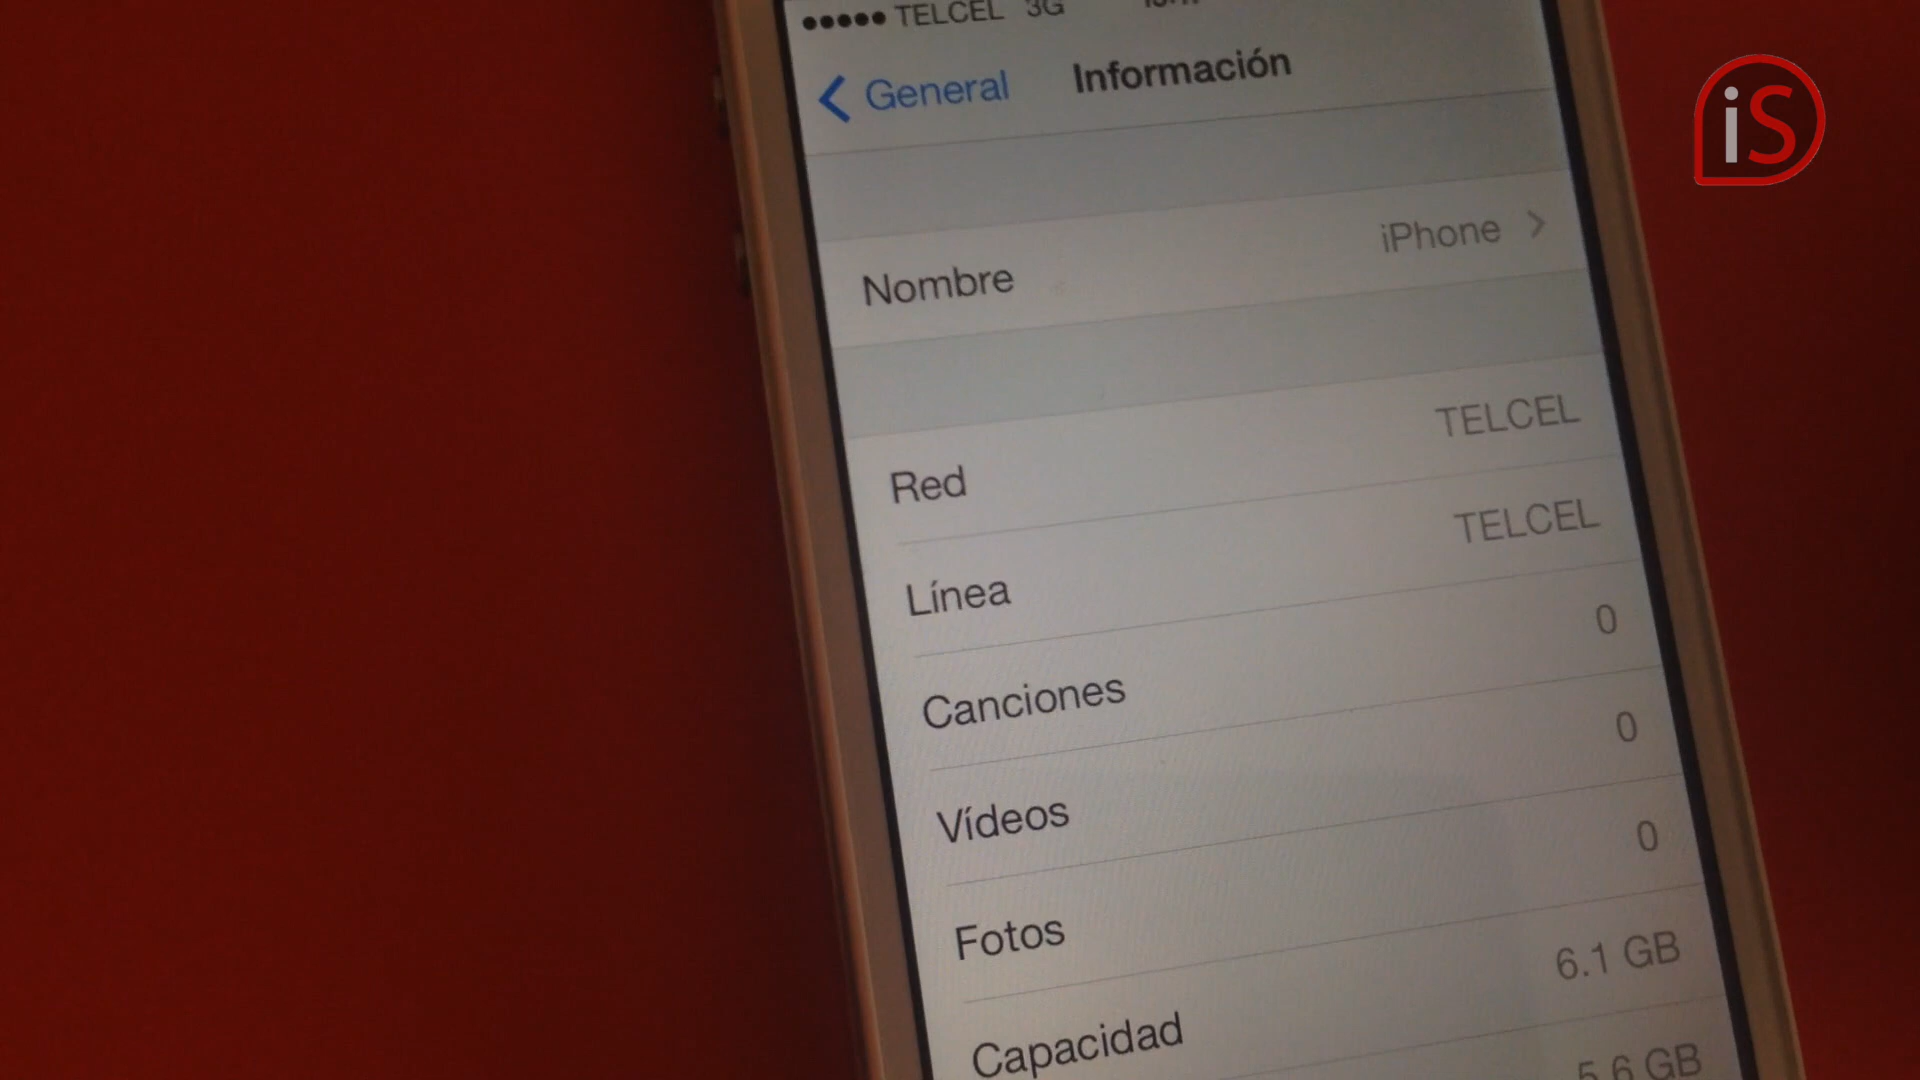 TELCEL 3G
General Información
Nombre iPhone
Red TELCEL
Línea TELCEL
Canciones 0
Vídeos 0
Fotos 0
Capacidad 6.1 GB
5.6 GB
iS